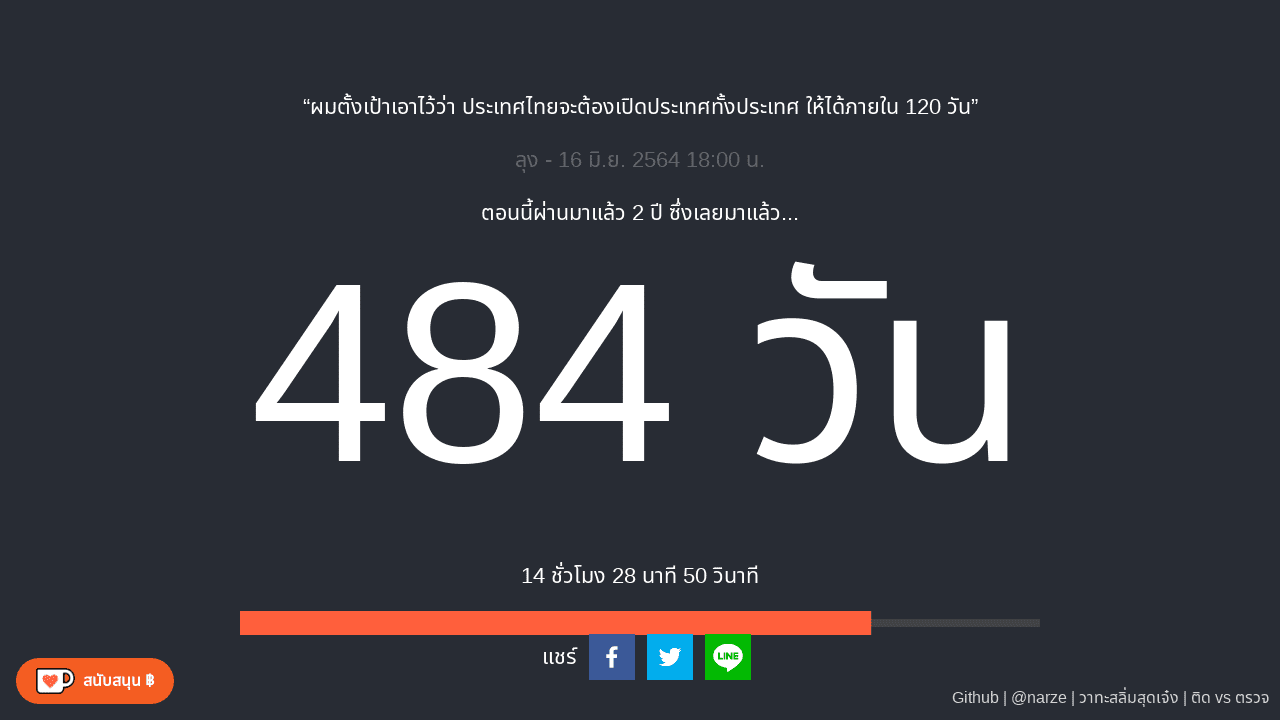 “ผมตั้งเป้าเอาไว้ว่า ประเทศไทยจะต้องเปิดประเทศทั้งประเทศ ให้ได้ภายใน 120 วัน”
ลุง - 16 มิ.ย. 2564 18:00 น.
ตอนนี้ผ่านมาแล้ว 2 ปี ซึ่งเลยมาแล้ว...
484 วัน
14 ชั่วโมง 28 นาที 50 วินาที
แชร์
LINE
สนับสนุน ฿
Github | @narze | วาทะสลิ่มสุดเจ๋ง | ติด vs ตรวจ